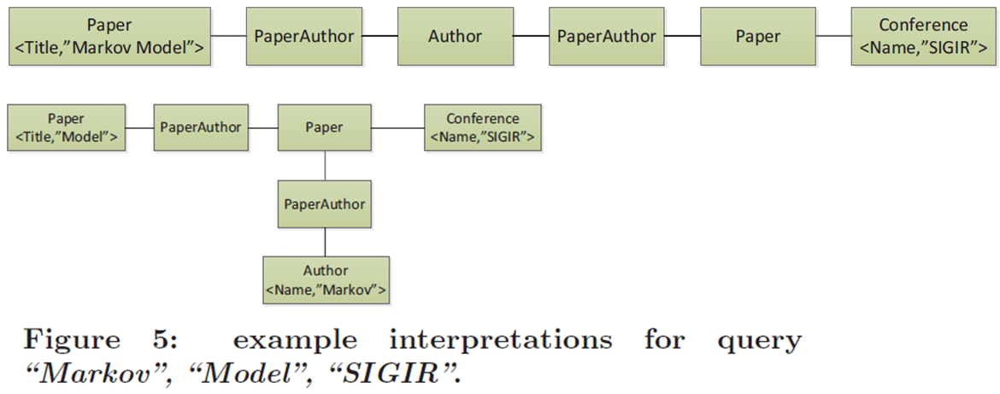 Paper
<Title,”Markov Model”>
PaperAuthor
Author
PaperAuthor
Paper
Conference
<Name,”SIGIR”>
Paper
<Title,”Model”>
PaperAuthor
Paper
Conference
<Name,”SIGIR”>
PaperAuthor
Author
<Name,”Markov”>
Figure 5: example interpretations for query
“Markov”, “Model”, “SIGIR”.